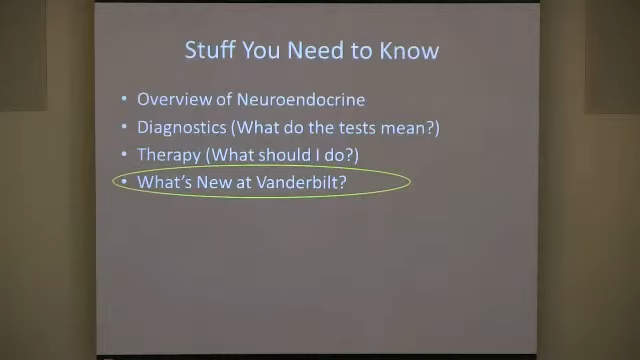 Stuff You Need to Know
• Overview of Neuroendocrine
• Diagnostics (What do the tests mean?)
• Therapy (What should I do?)
• What's New at Vanderbilt?